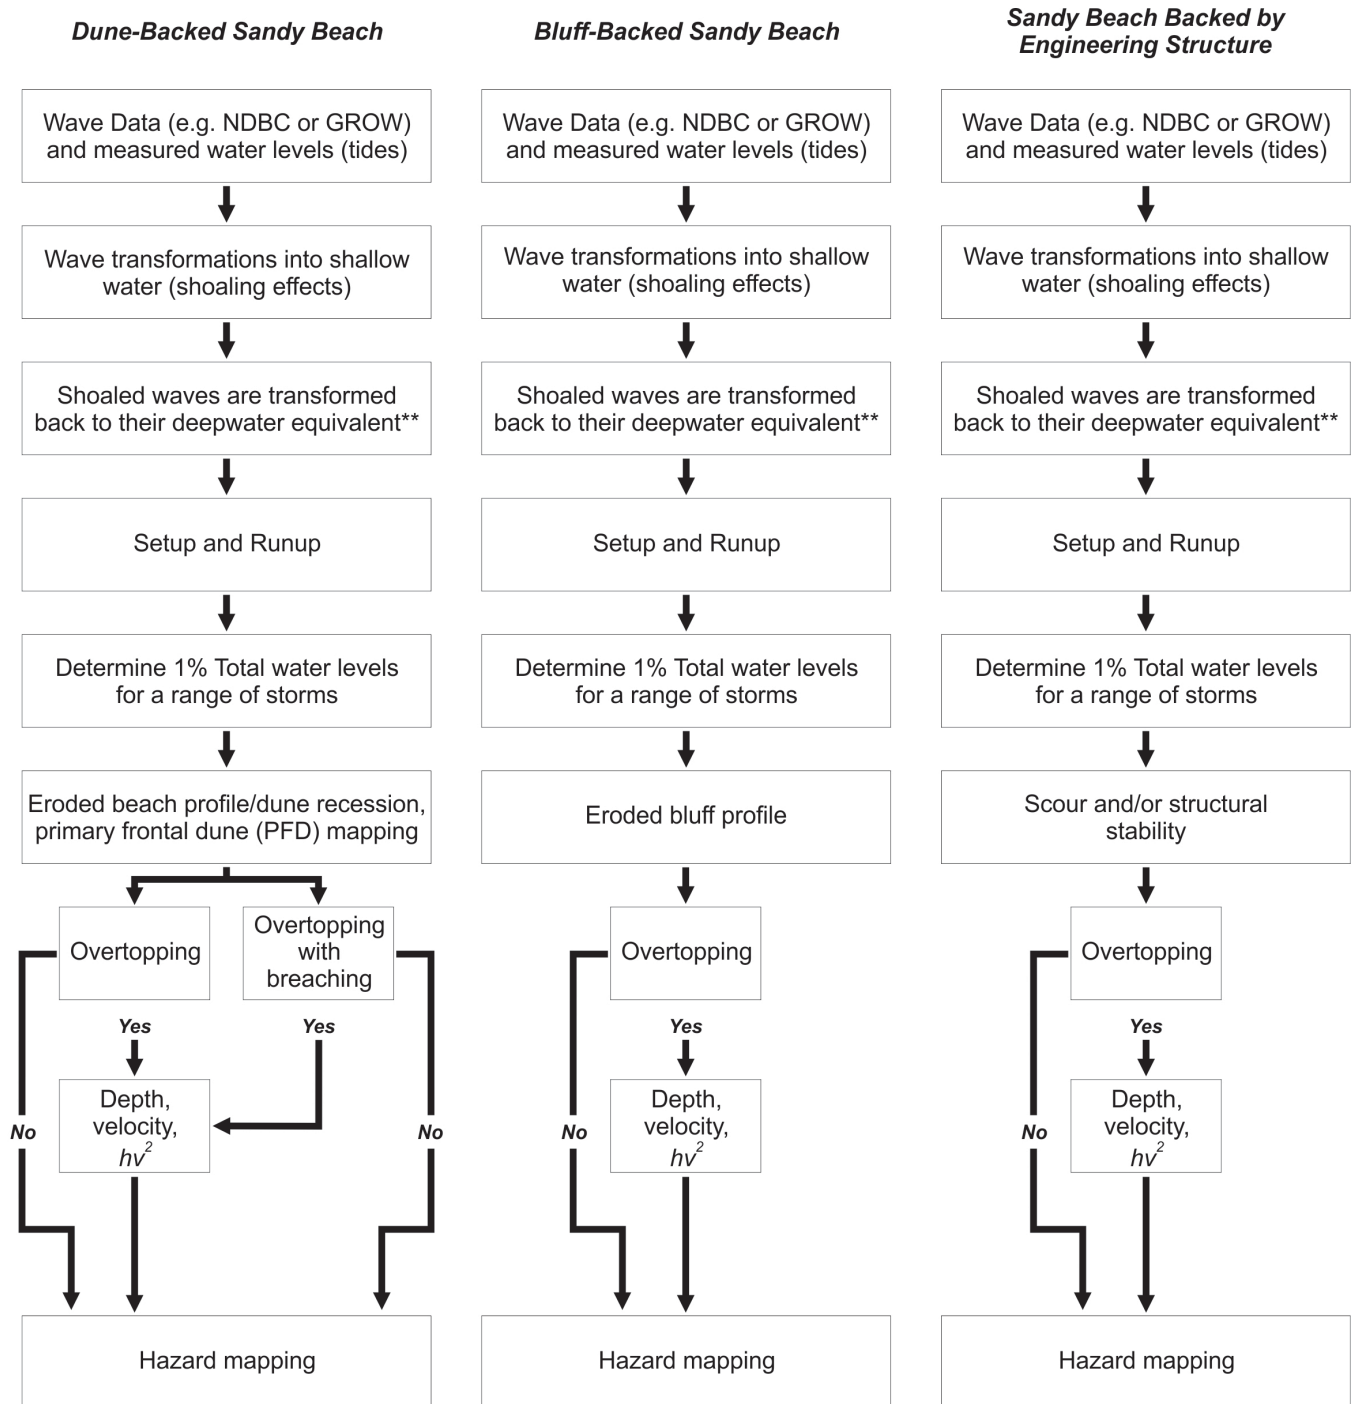 Dune-Backed Sandy Beach
Wave Data (e.g. NDBC or GROW)
and measured water levels (tides)
Wave transformations into shallow
water (shoaling effects)
Shoaled waves are transformed
back to their deepwater equivalent**
Setup and Runup
Determine 1% Total water levels
for a range of storms
Eroded beach profile/dune recession,
primary frontal dune (PFD) mapping
Overtopping
Overtopping
with
breaching
Yes
Yes
Depth,
velocity,
hv²
No
No
Hazard mapping
Bluff-Backed Sandy Beach
Wave Data (e.g. NDBC or GROW)
and measured water levels (tides)
Wave transformations into shallow
water (shoaling effects)
Shoaled waves are transformed
back to their deepwater equivalent**
Setup and Runup
Determine 1% Total water levels
for a range of storms
Eroded bluff profile
Overtopping
Yes
Depth,
velocity,
hv²
No
Hazard mapping
Sandy Beach Backed by
Engineering Structure
Wave Data (e.g. NDBC or GROW)
and measured water levels (tides)
Wave transformations into shallow
water (shoaling effects)
Shoaled waves are transformed
back to their deepwater equivalent**
Setup and Runup
Determine 1% Total water levels
for a range of storms
Scour and/or structural
stability
Overtopping
Yes
Depth,
velocity,
hv²
No
Hazard mapping